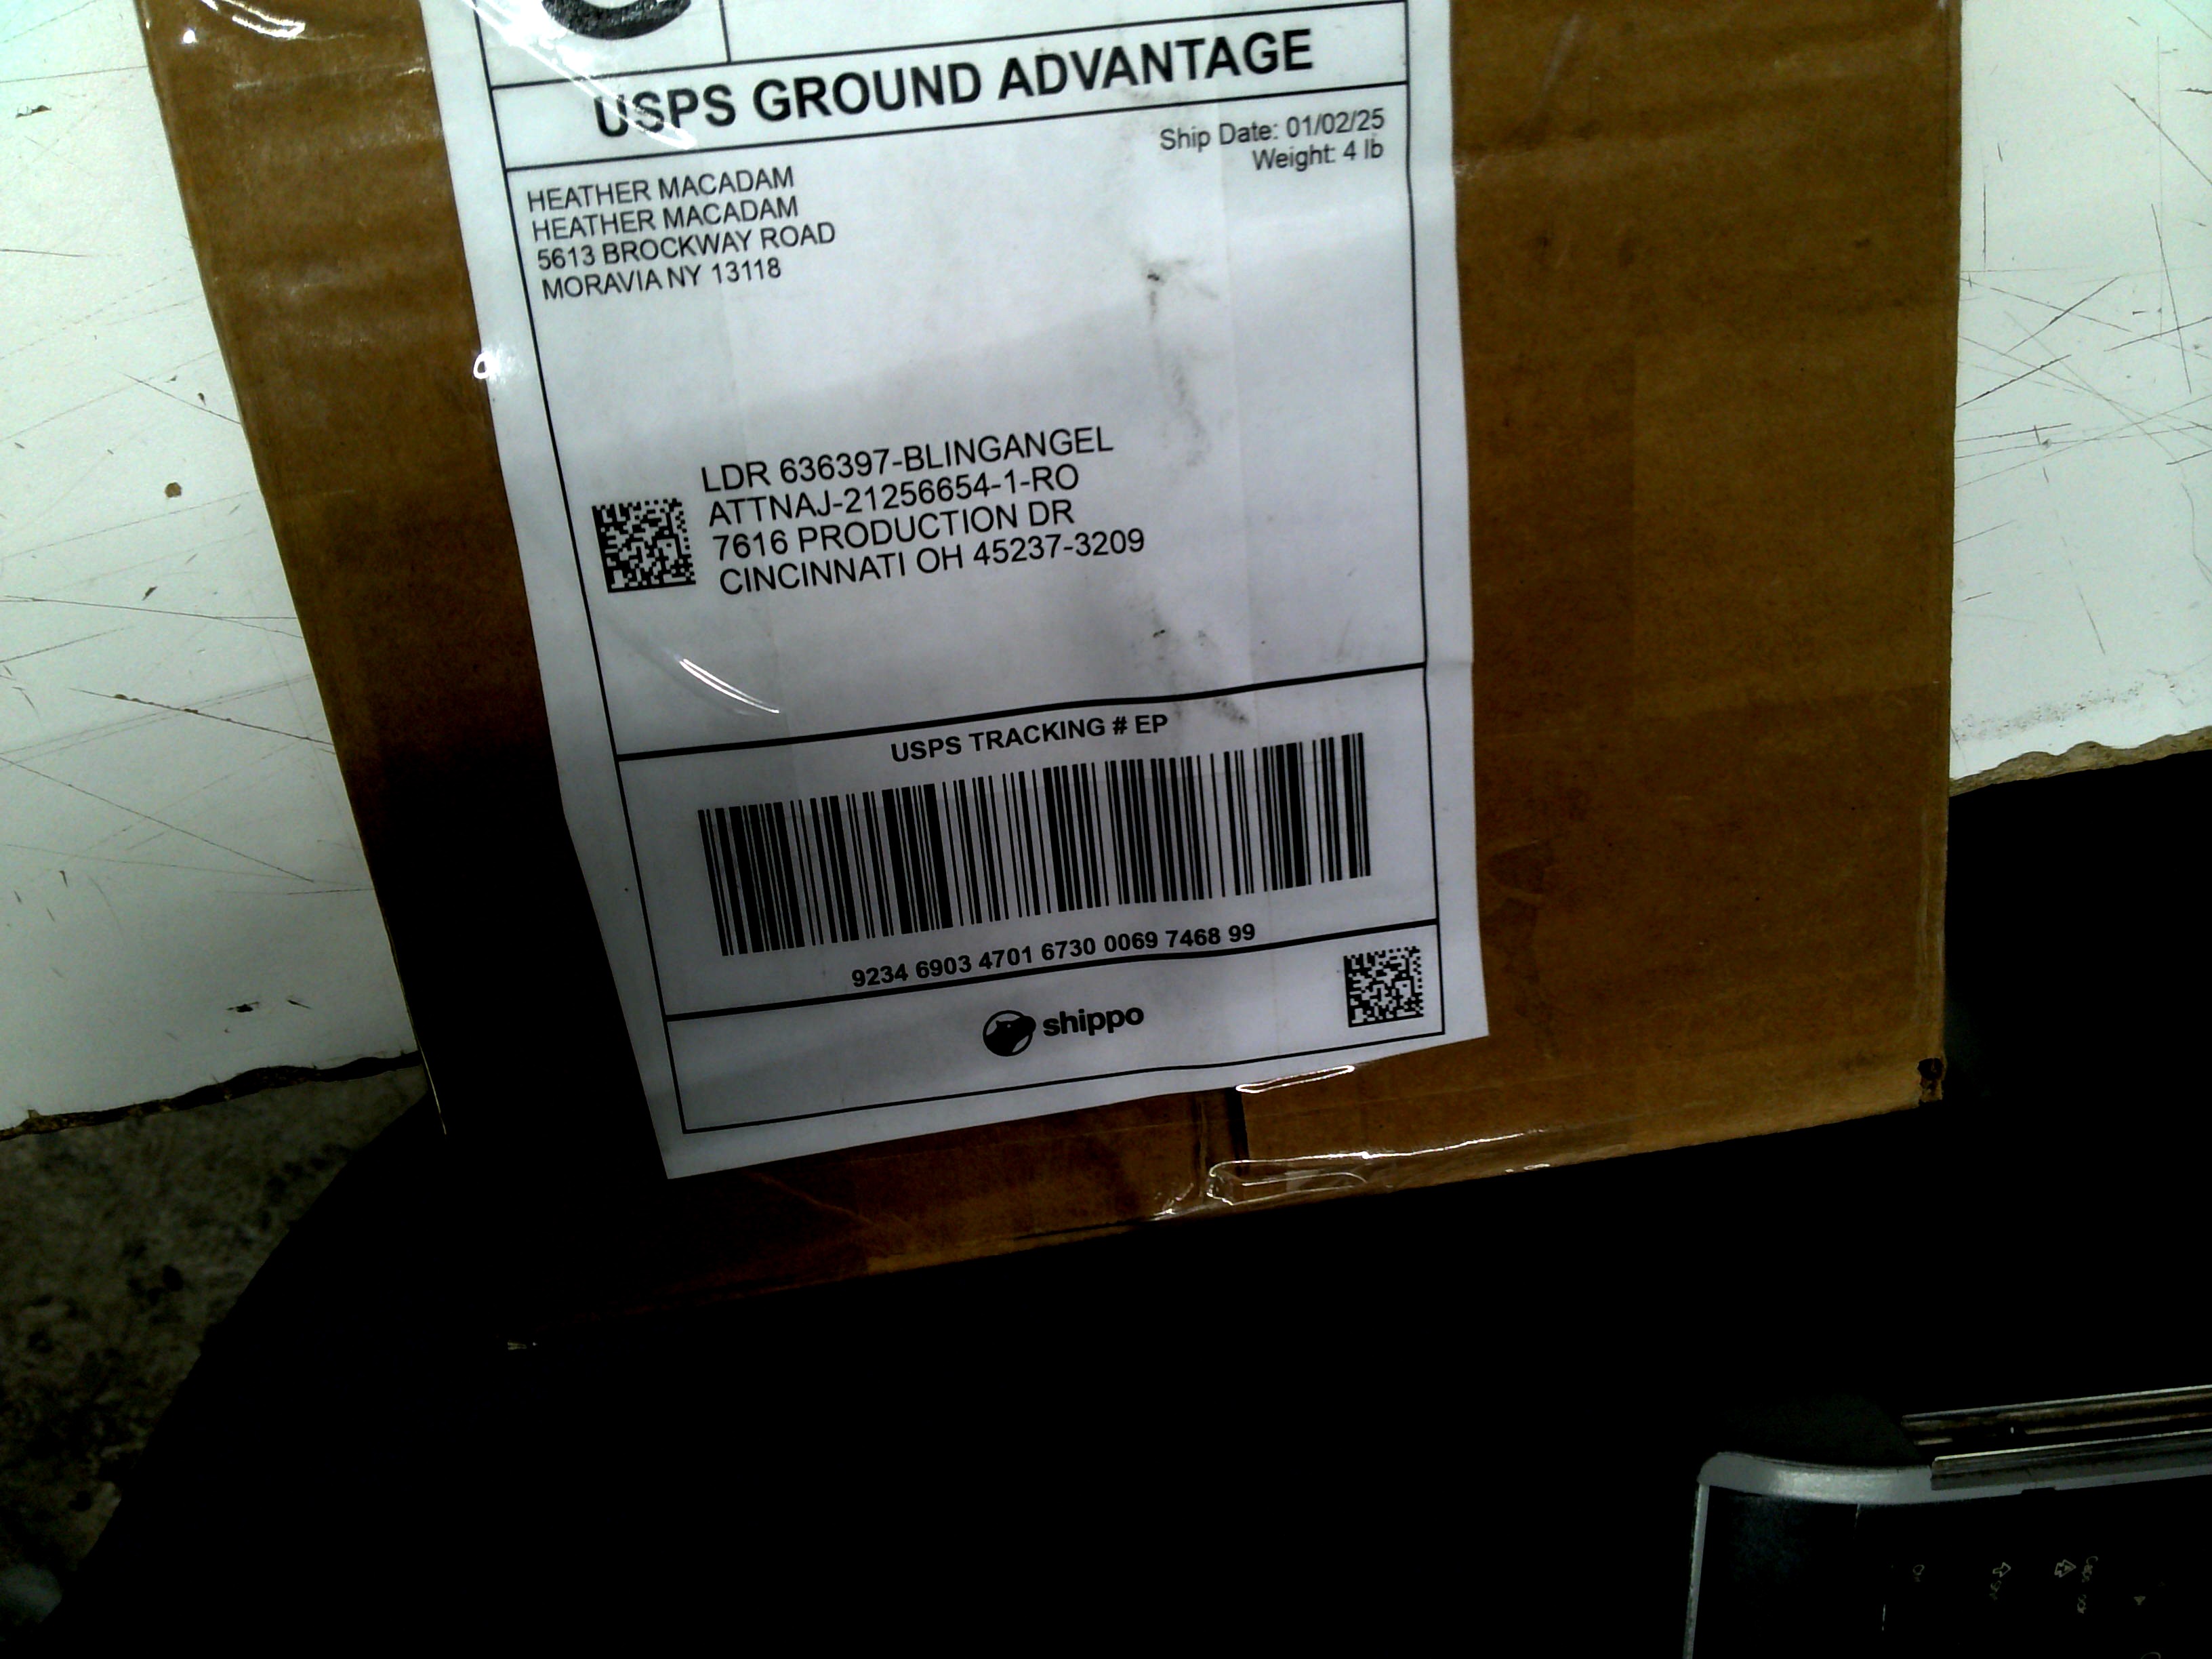 USPS GROUND ADVANTAGE
Ship Date: 01/02/25
Weight: 4 lb
HEATHER MACADAM
HEATHER MACADAM
5613 BROCKWAY ROAD
MORAVIA NY 13118
LDR 636397-BLINGANGEL
ATTNAJ-21256654-1-RO
7616 PRODUCTION DR
CINCINNATI OH 45237-3209
USPS TRACKING # EP
9234 6903 4701 6730 0069 7468 99
shippo